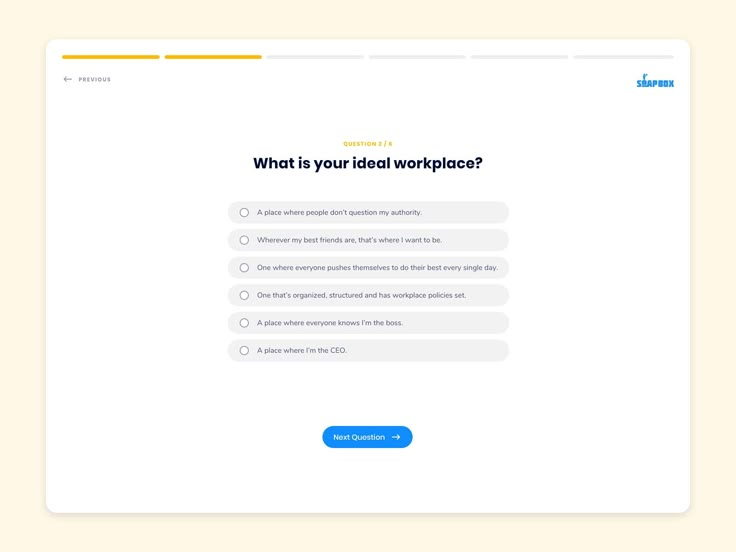 PREVIOUS
SOAPBOX
QUESTION 2 / 6
What is your ideal workplace?
A place where people don't question my authority.
Wherever my best friends are, that's where I want to be.
One where everyone pushes themselves to do their best every single day.
One that's organized, structured and has workplace policies set.
A place where everyone knows I'm the boss.
A place where I'm the CEO.
Next Question